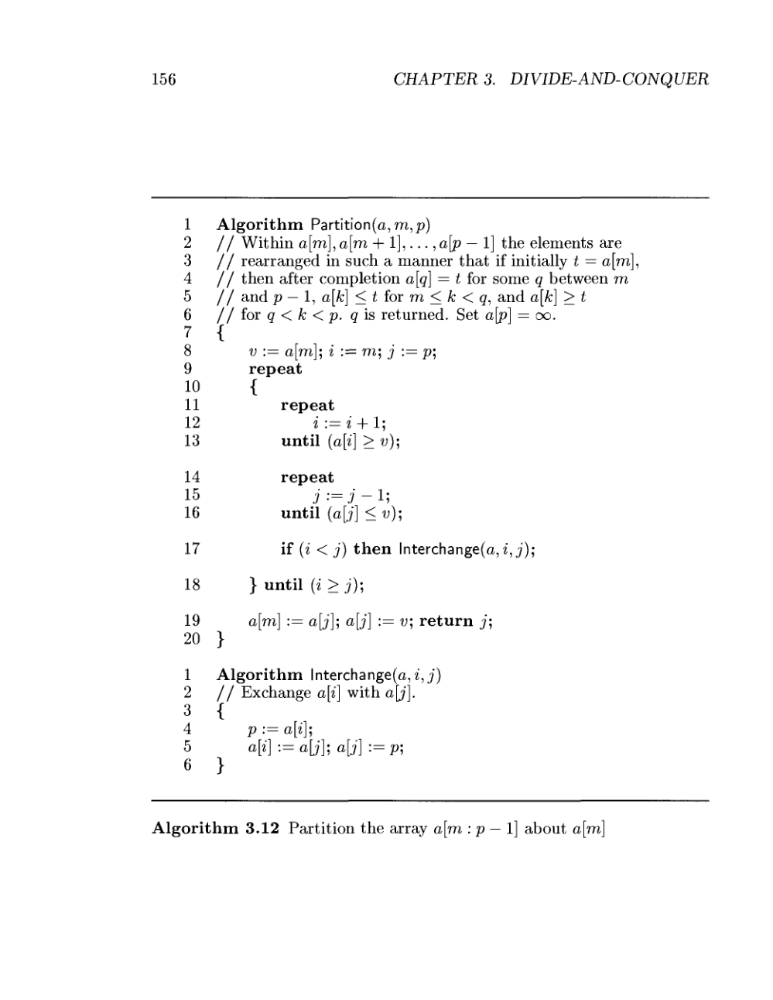 156 CHAPTER 3. DIVIDE-AND-CONQUER
1 Algorithm Partition(a, m, p)
2 // Within a[m], a[m + 1], . . . , a[p − 1] the elements are
3 // rearranged in such a manner that if initially t = a[m],
4 // then after completion a[q] = t for some q between m
5 // and p − 1, a[k] ≤ t for m ≤ k < q, and a[k] ≥ t
6 // for q < k < p. q is returned. Set a[p] = ∞.
7 {
8 v := a[m]; i := m; j := p;
9 repeat
10 {
11 repeat
12 i := i + 1;
13 until (a[i] ≥ v);
14 repeat
15 j := j − 1;
16 until (a[j] ≤ v);
17 if (i < j) then Interchange(a, i, j);
18 } until (i ≥ j);
19 a[m] := a[j]; a[j] := v; return j;
20 }
1 Algorithm Interchange(a, i, j)
2 // Exchange a[i] with a[j].
3 {
4 p := a[i];
5 a[i] := a[j]; a[j] := p;
6 }
Algorithm 3.12 Partition the array a[m : p − 1] about a[m]